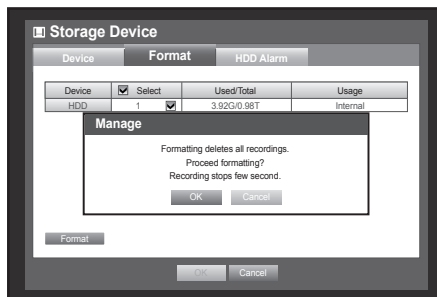 Storage Device
Device Format HDD Alarm
Device Select Used/Total Usage
HDD 1 3.92G/0.98T Internal
Manage
Formatting deletes all recordings.
Proceed formatting?
Recording stops few second.
OK Cancel
Format
OK Cancel